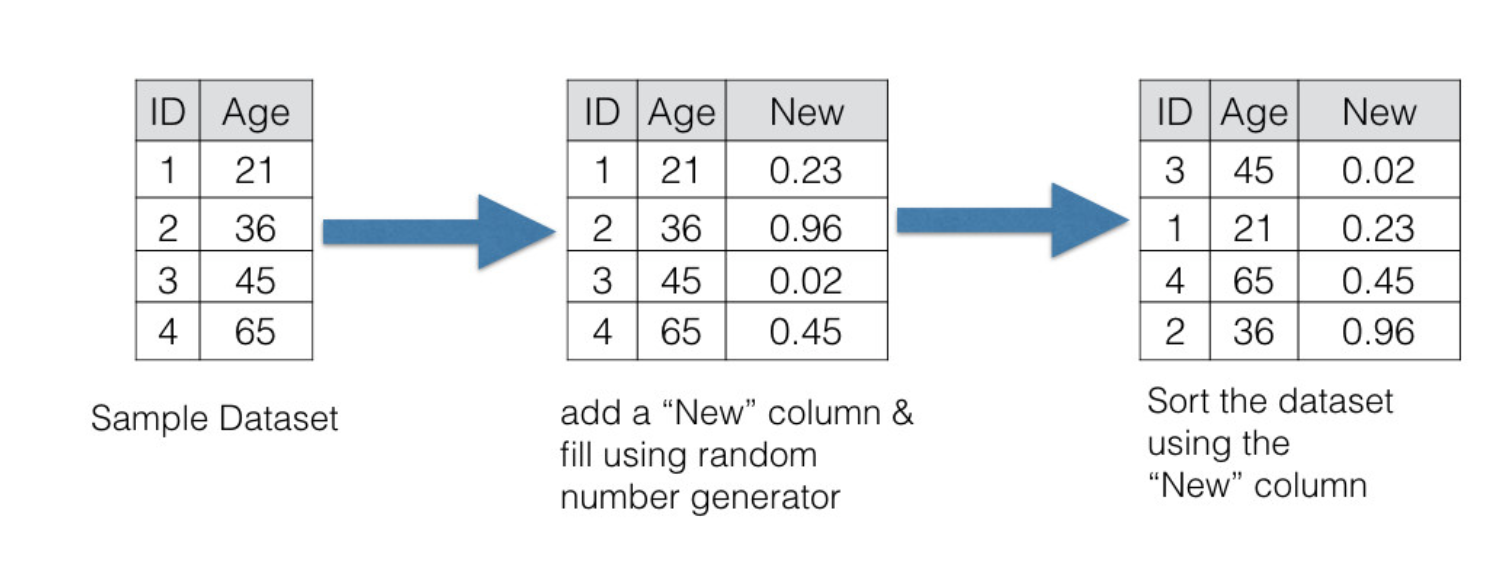 ID Age
1 21
2 36
3 45
4 65
Sample Dataset
ID Age New
1 21 0.23
2 36 0.96
3 45 0.02
4 65 0.45
add a “New” column &
fill using random
number generator
ID Age New
3 45 0.02
1 21 0.23
4 65 0.45
2 36 0.96
Sort the dataset
using the
“New” column